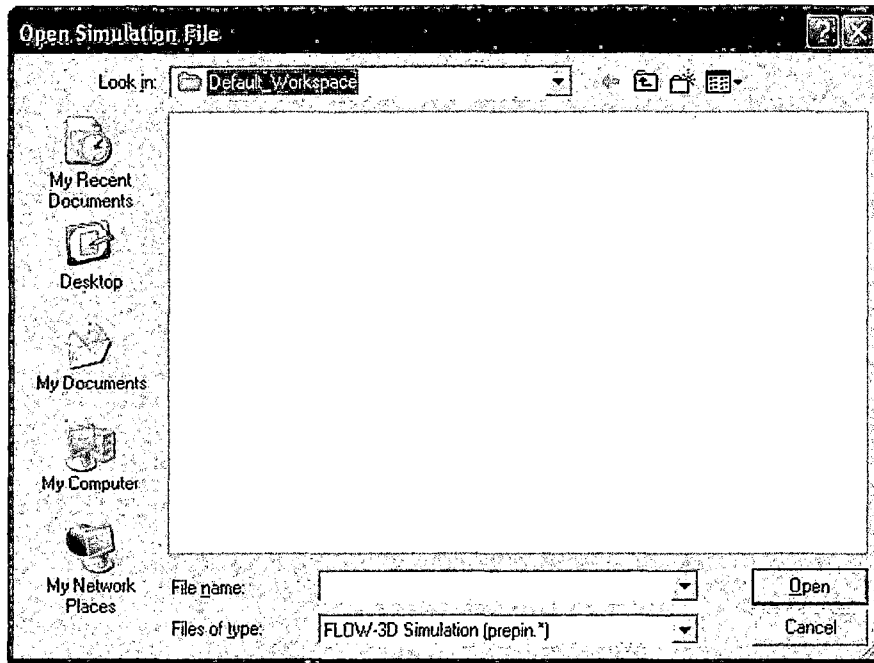 Open Simulation File
Look in: Default_Workspace
My Recent
Documents
Desktop
My Documents
My Computer
My Network
Places
File name:
Open
Files of type: FLOW-3D Simulation (prepin.*)
Cancel